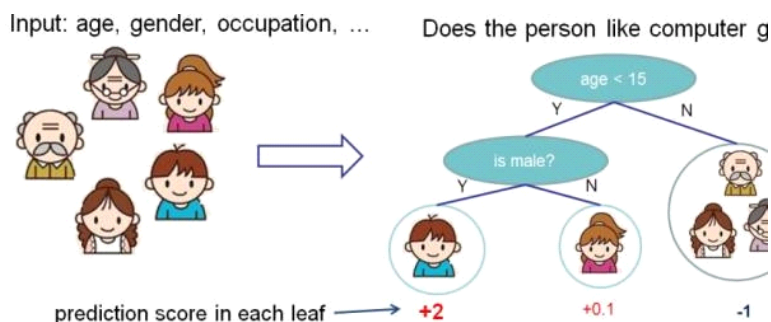 Input: age, gender, occupation, ...
Does the person like computer g
age < 15
Y
N
is male?
Y
N
prediction score in each leaf
+2
+0.1
-1